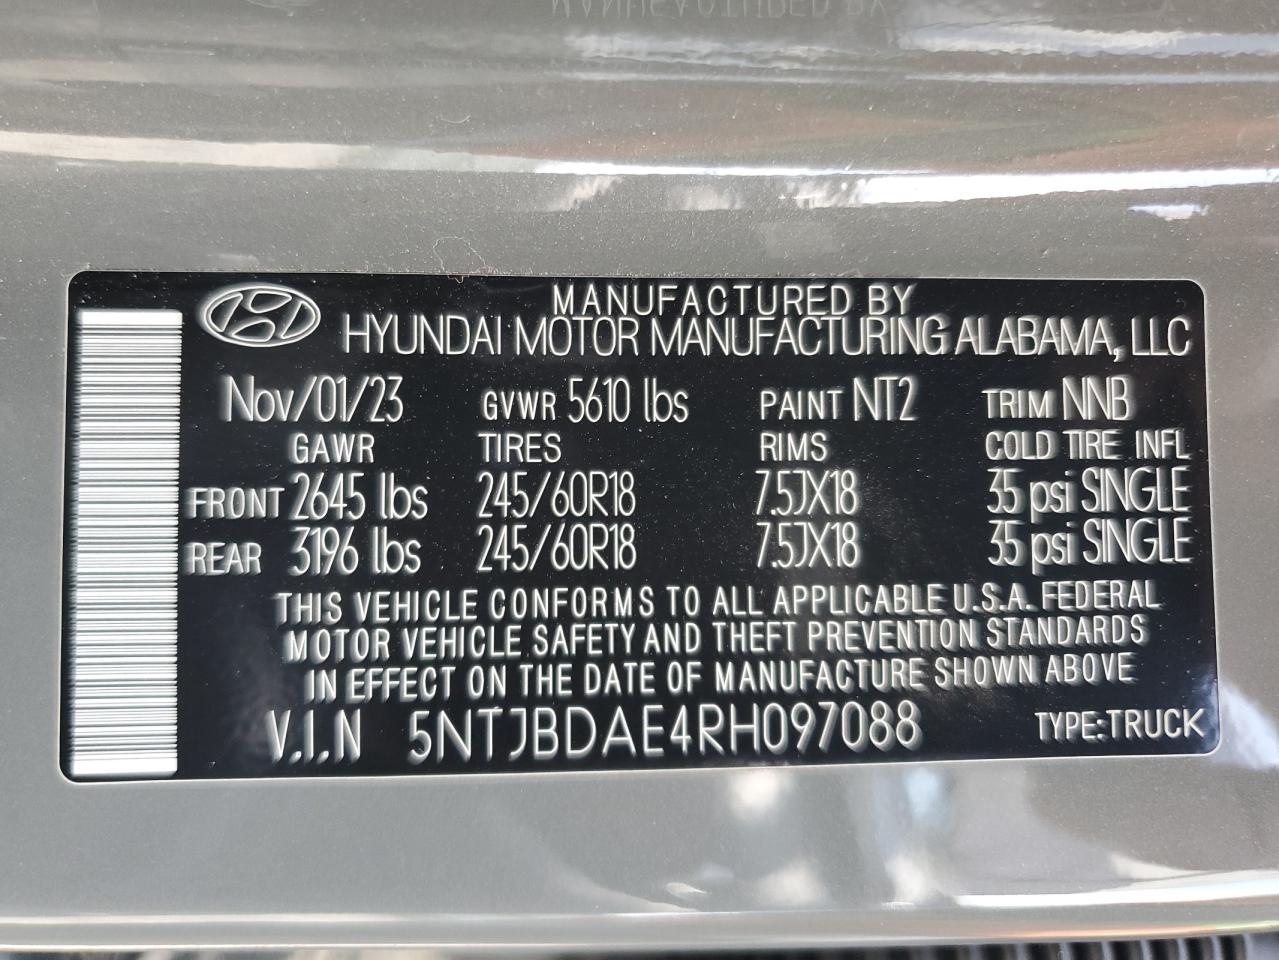 MANUFACTURED BY
HYUNDAI MOTOR MANUFACTURING ALABAMA, LLC
Nov/01/23 GVWR 5610 lbs PAINT NT2 TRIM NNB
GAWR TIRES RIMS COLD TIRE INFL
FRONT 2645 lbs 245/60R18 7.5JX18 35 psi SINGLE
REAR 3196 lbs 245/60R18 7.5JX18 35 psi SINGLE
THIS VEHICLE CONFORMS TO ALL APPLICABLE U.S.A. FEDERAL
MOTOR VEHICLE SAFETY AND THEFT PREVENTION STANDARDS
IN EFFECT ON THE DATE OF MANUFACTURE SHOWN ABOVE
V.I.N 5NTJBDAE4RH097088 TYPE:TRUCK